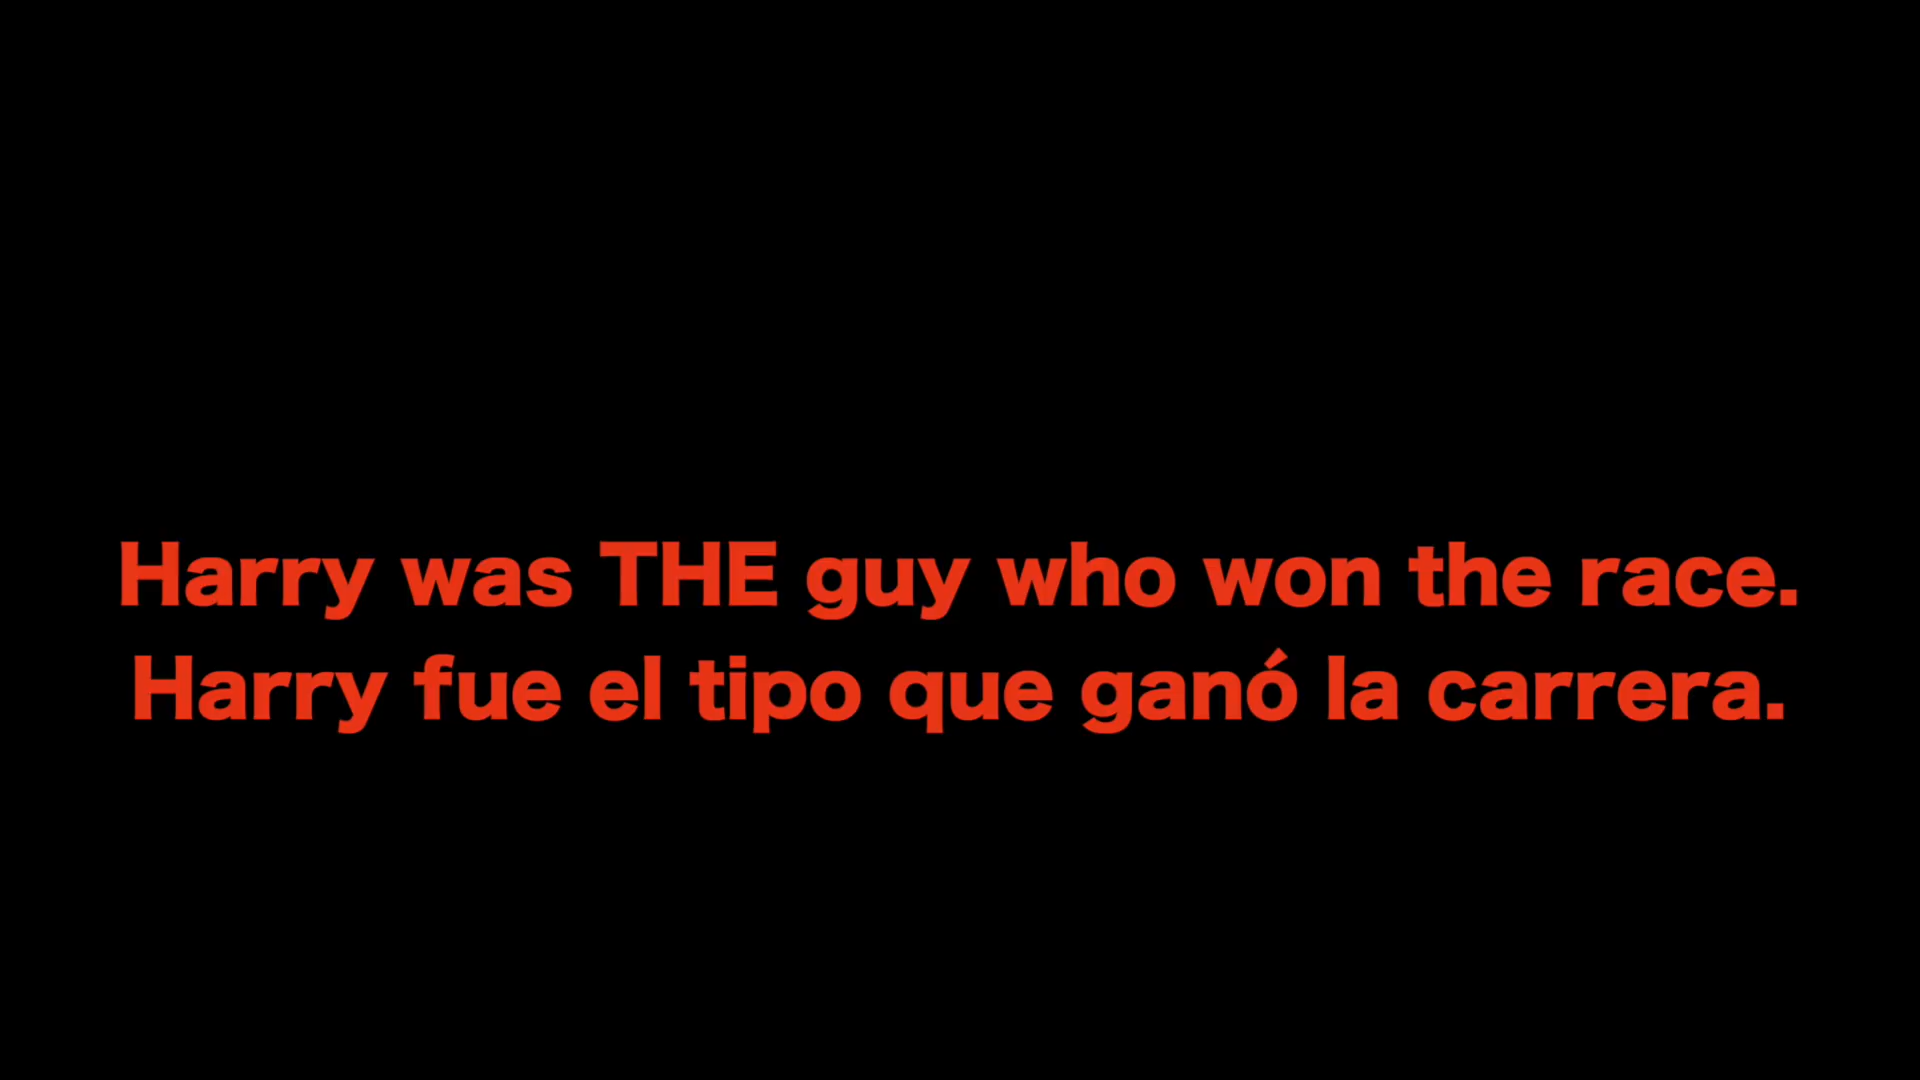 Harry was THE guy who won the race.
Harry fue el tipo que ganó la carrera.